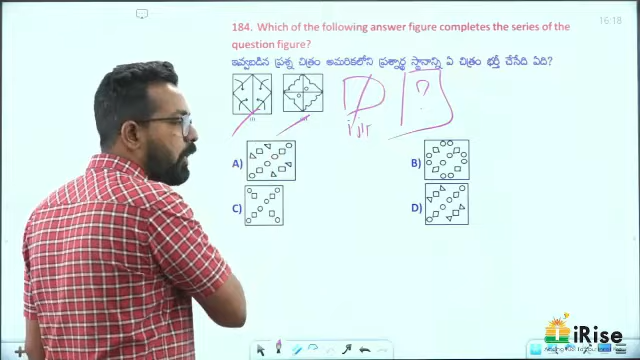 16:18
184. Which of the following answer figure completes the series of the
question figure?
ఇవ్వబడిన ప్రశ్న చిత్రం అమరికలోని ప్రశ్నార్థ స్థానాన్ని ఏ చిత్రం భర్తీ చేసేది ఏది?
?
A)
B)
C)
D)
iRise